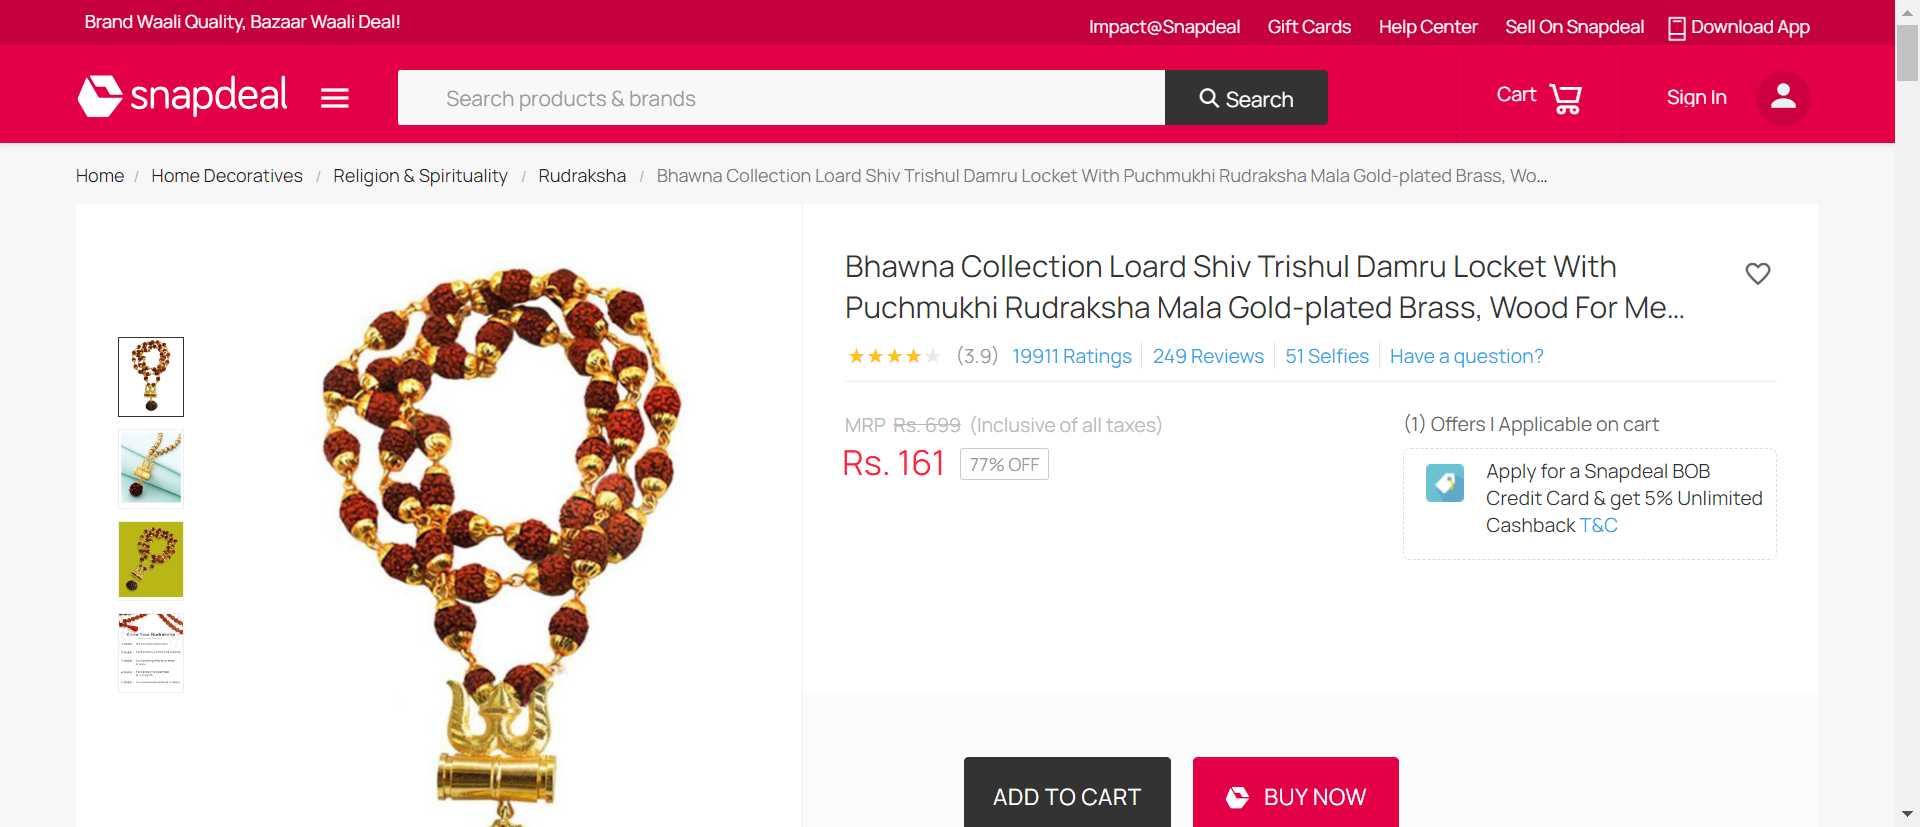 Brand Waali Quality, Bazaar Waali Deal!
Impact@Snapdeal Gift Cards Help Center Sell On Snapdeal Download App
snapdeal Search products & brands Search Cart Sign In
Home / Home Decoratives / Religion & Spirituality / Rudraksha / Bhawna Collection Loard Shiv Trishul Damru Locket With Puchmukhi Rudraksha Mala Gold-plated Brass, Wo...
Bhawna Collection Loard Shiv Trishul Damru Locket With
Puchmukhi Rudraksha Mala Gold-plated Brass, Wood For Me...
(3.9) 19911 Ratings 249 Reviews 51 Selfies Have a question?
MRP Rs. 699 (Inclusive of all taxes)
Rs. 161 77% OFF
(1) Offers | Applicable on cart
Apply for a Snapdeal BOB
Credit Card & get 5% Unlimited
Cashback T&C
ADD TO CART BUY NOW